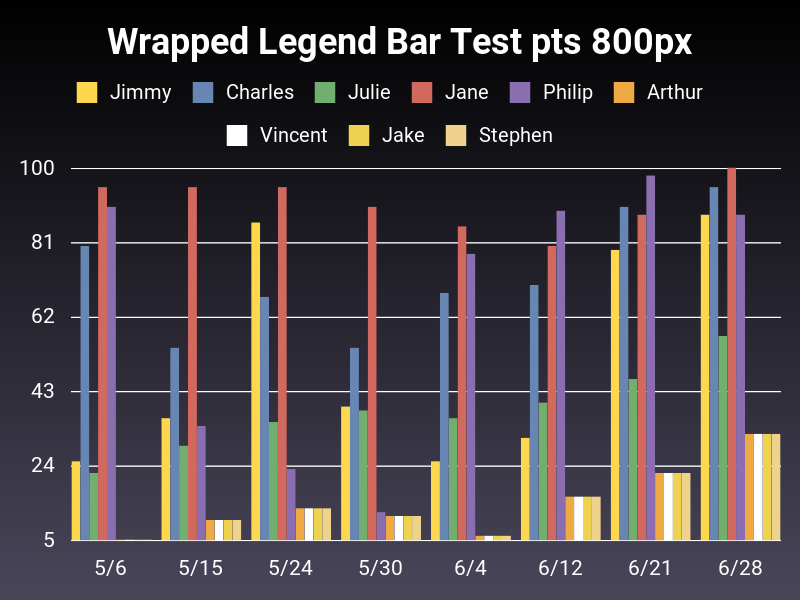 Wrapped Legend Bar Test pts 800px
Jimmy Charles Julie Jane Philip Arthur
Vincent Jake Stephen
100
81
62
43
24
5
5/6 5/15 5/24 5/30 6/4 6/12 6/21 6/28